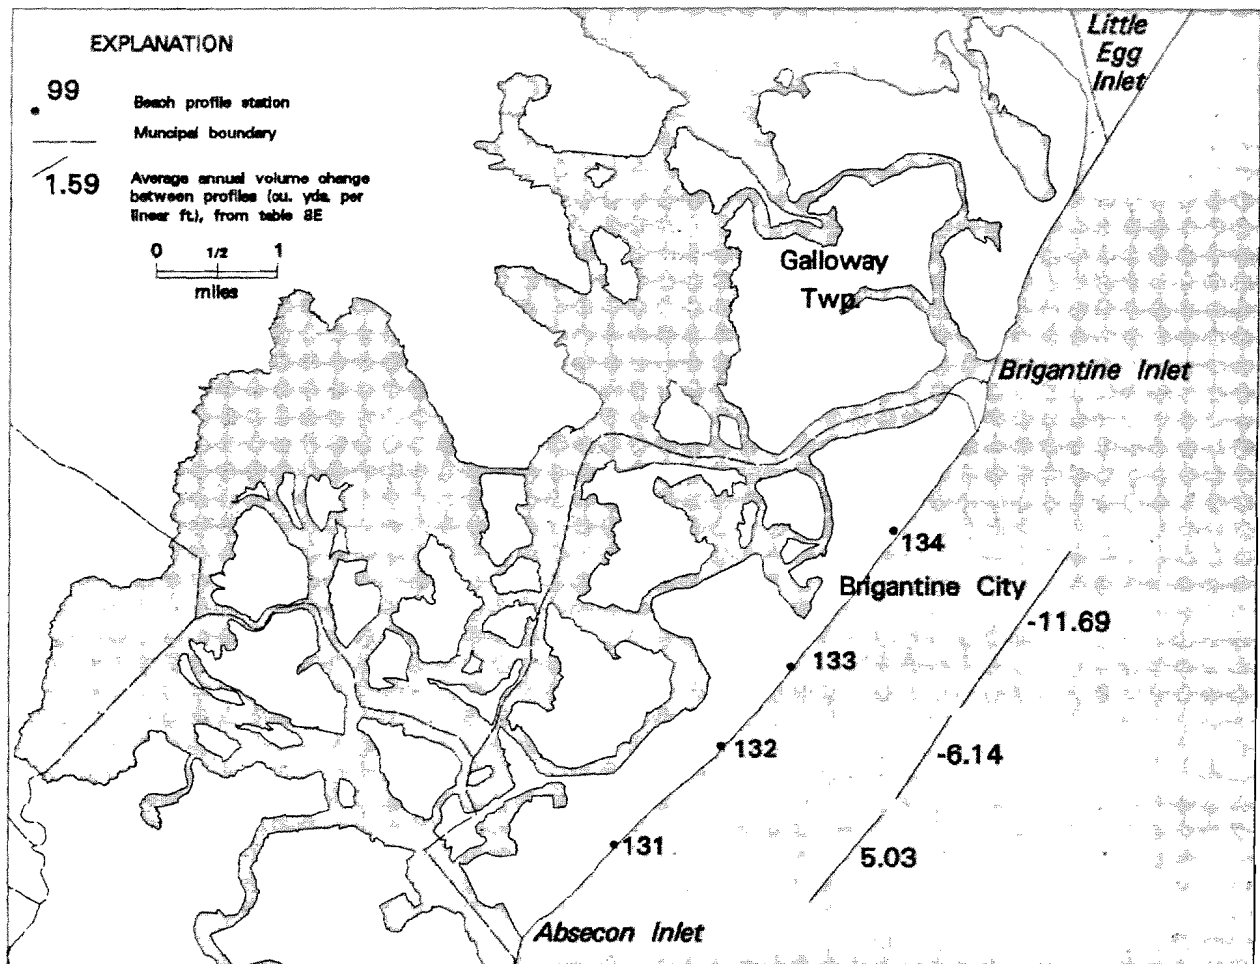 EXPLANATION
99
Beach profile station
Muncipal boundary
1.59
Average annual volume change
between profiles (cu. yds. per
linear ft.), from table 8E
0 1/2 1
miles
Little
Egg
Inlet
Galloway
Twp.
Brigantine Inlet
134
Brigantine City
-11.69
133
132
-6.14
131
5.03
Absecon Inlet